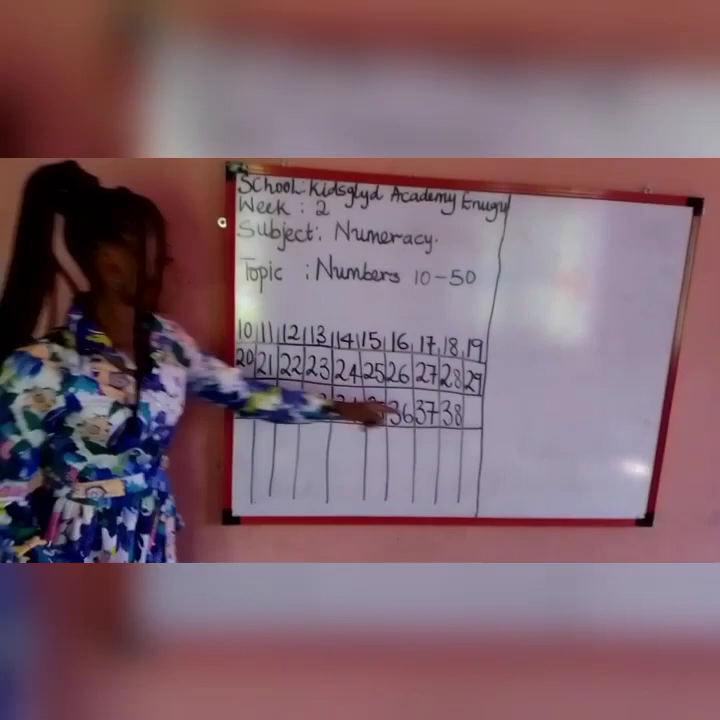 School: Kidsglyd Academy Enugu
Week : 2
Subject: Numeracy.
Topic : Numbers 10-50
10 11 12 13 14 15 16 17 18 19
20 21 22 23 24 25 26 27 28 29
36 37 38